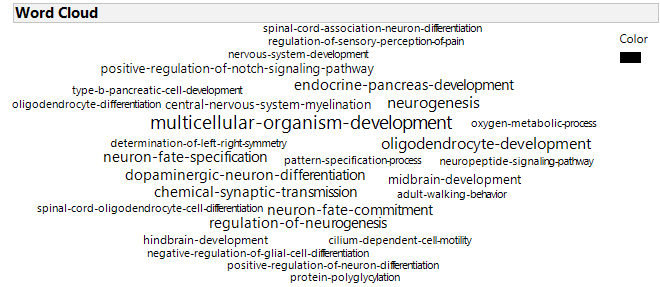 Word Cloud
spinal-cord-association-neuron-differentiation
Color
regulation-of-sensory-perception-of-pain
nervous-system-development
positive-regulation-of-notch-signaling-pathway
endocrine-pancreas-development
type-b-pancreatic-cell-development
oligodendrocyte-differentiation central-nervous-system-myelination neurogenesis
multicellular-organism-development oxygen-metabolic-process
determination-of-left-right-symmetry oligodendrocyte-development
neuron-fate-specification pattern-specification-process neuropeptide-signaling-pathway
dopaminergic-neuron-differentiation midbrain-development
chemical-synaptic-transmission adult-walking-behavior
spinal-cord-oligodendrocyte-cell-differentiation neuron-fate-commitment
regulation-of-neurogenesis
hindbrain-development cilium-dependent-cell-motility
negative-regulation-of-glial-cell-differentiation
positive-regulation-of-neuron-differentiation
protein-polyglycylation